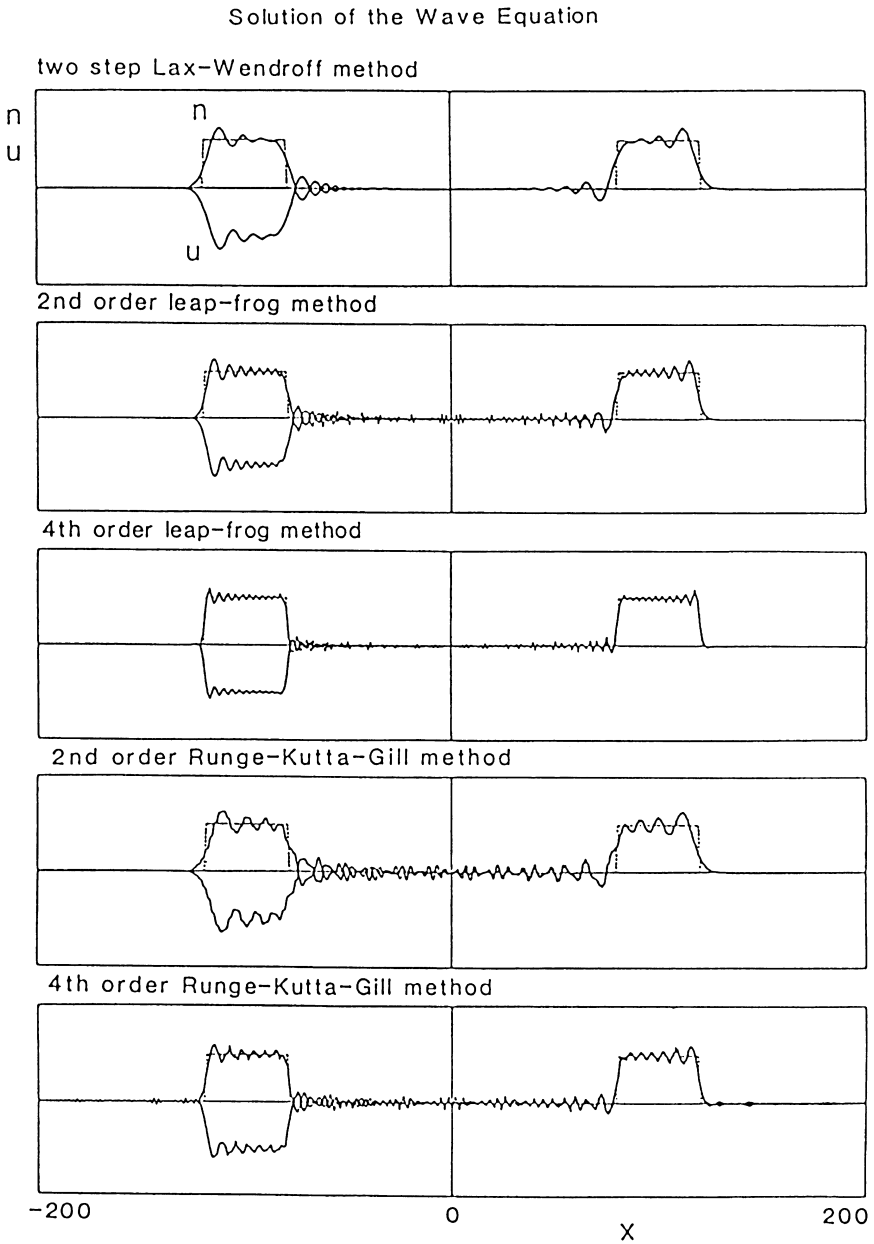 Solution of the Wave Equation
two step Lax-Wendroff method
n
u
n
u
2nd order leap-frog method
4th order leap-frog method
2nd order Runge-Kutta-Gill method
4th order Runge-Kutta-Gill method
-200 0 200
X